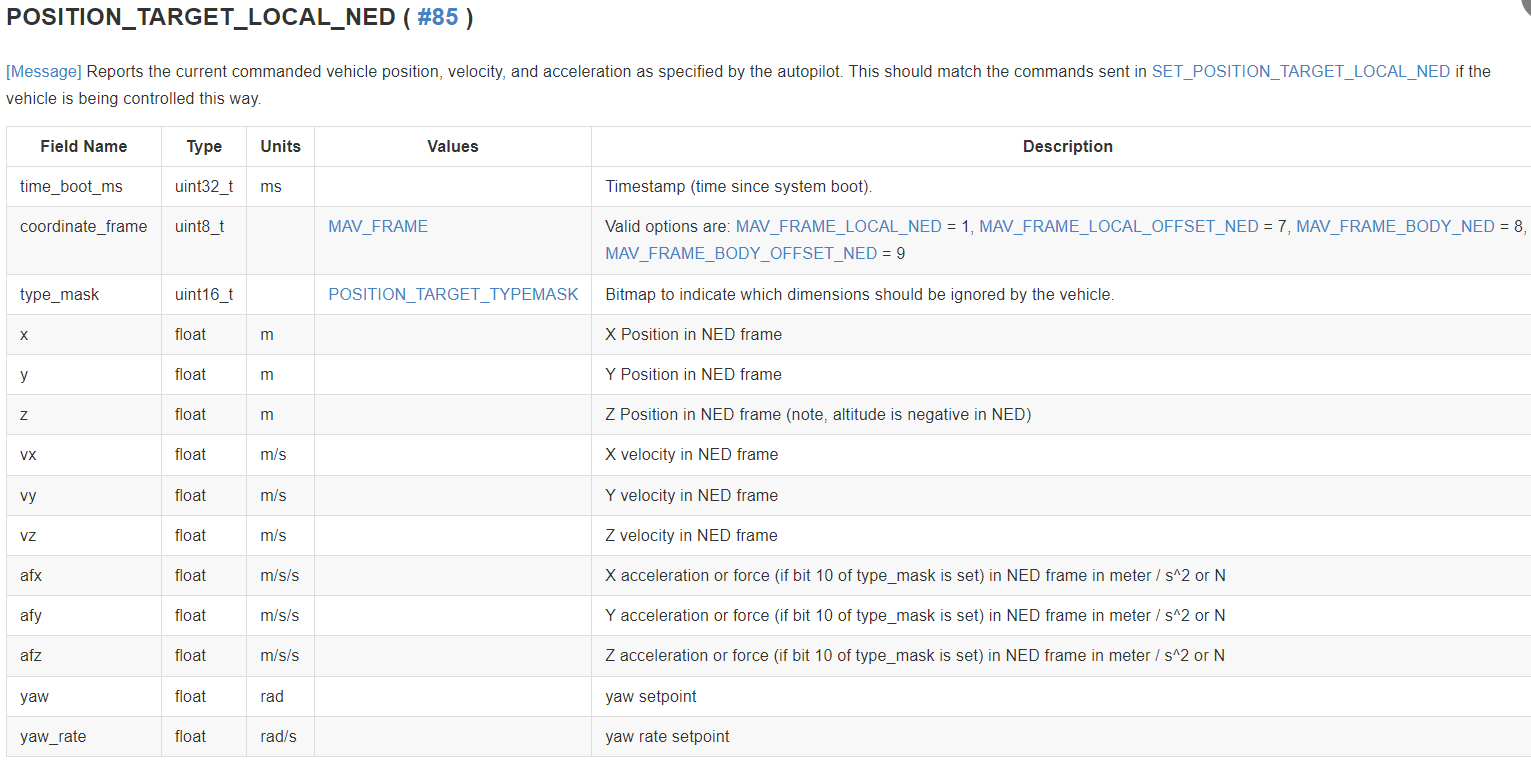 POSITION_TARGET_LOCAL_NED ( #85 )
[Message] Reports the current commanded vehicle position, velocity, and acceleration as specified by the autopilot. This should match the commands sent in SET_POSITION_TARGET_LOCAL_NED if the
vehicle is being controlled this way.
Field Name Type Units Values Description
time_boot_ms uint32_t ms Timestamp (time since system boot).
coordinate_frame uint8_t MAV_FRAME Valid options are: MAV_FRAME_LOCAL_NED = 1, MAV_FRAME_LOCAL_OFFSET_NED = 7, MAV_FRAME_BODY_NED = 8,
MAV_FRAME_BODY_OFFSET_NED = 9
type_mask uint16_t POSITION_TARGET_TYPEMASK Bitmap to indicate which dimensions should be ignored by the vehicle.
x float m X Position in NED frame
y float m Y Position in NED frame
z float m Z Position in NED frame (note, altitude is negative in NED)
vx float m/s X velocity in NED frame
vy float m/s Y velocity in NED frame
vz float m/s Z velocity in NED frame
afx float m/s/s X acceleration or force (if bit 10 of type_mask is set) in NED frame in meter / s^2 or N
afy float m/s/s Y acceleration or force (if bit 10 of type_mask is set) in NED frame in meter / s^2 or N
afz float m/s/s Z acceleration or force (if bit 10 of type_mask is set) in NED frame in meter / s^2 or N
yaw float rad yaw setpoint
yaw_rate float rad/s yaw rate setpoint